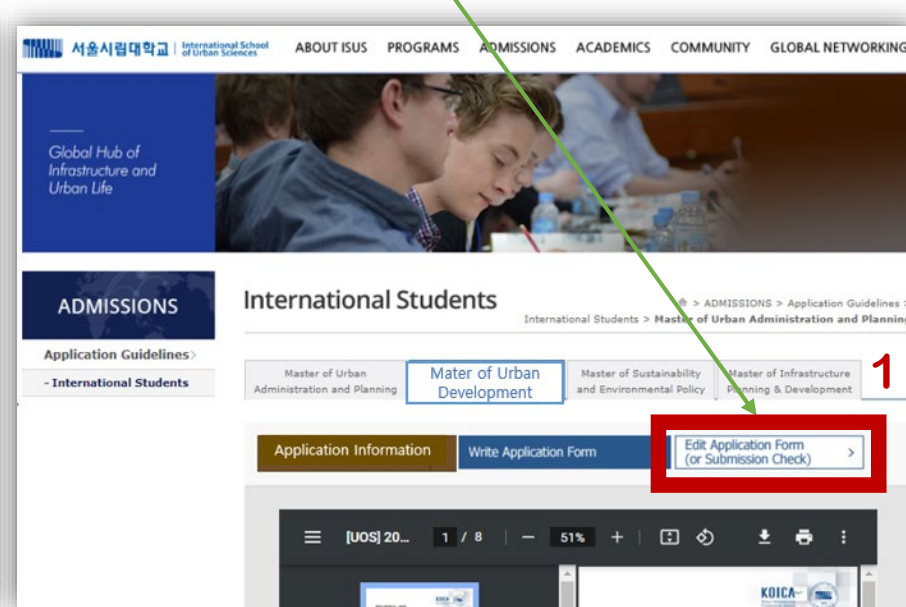 서울시립대학교 International School of Urban Sciences
ABOUT ISUS PROGRAMS ADMISSIONS ACADEMICS COMMUNITY GLOBAL NETWORKING
Global Hub of
Infrastructure and
Urban Life
ADMISSIONS
Application Guidelines>
- International Students
International Students
> ADMISSIONS > Application Guidelines >
International Students > Master of Urban Administration and Planning
Master of Urban
Administration and Planning
Mater of Urban
Development
Master of Sustainability
and Environmental Policy
Master of Infrastructure
Planning & Development
1
Application Information
Write Application Form
Edit Application Form
(or Submission Check) >
[UOS] 20... 1 / 8 — 51% +
KOICA